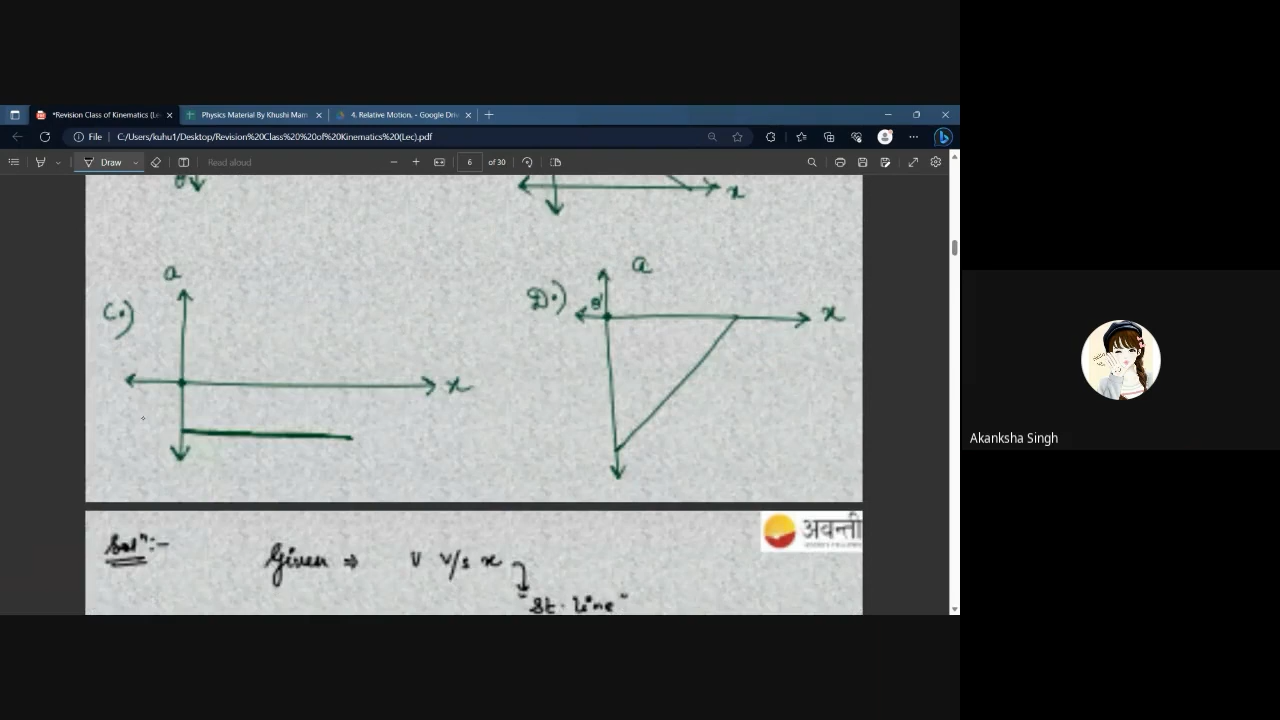 *Revision Class of Kinematics (Le
Physics Material By Khushi Mam
4. Relative Motion. - Google Driv
File
C:/Users/kuhu1/Desktop/Revision%20Class%20%20of%20Kinematics%20(Lec).pdf
Draw
Read aloud
6 of 30
x
a
C.)
x
a
D.)
x
Soln:-
Given ⇒ v v/s x
"St. line"
अवन्ती
Akanksha Singh